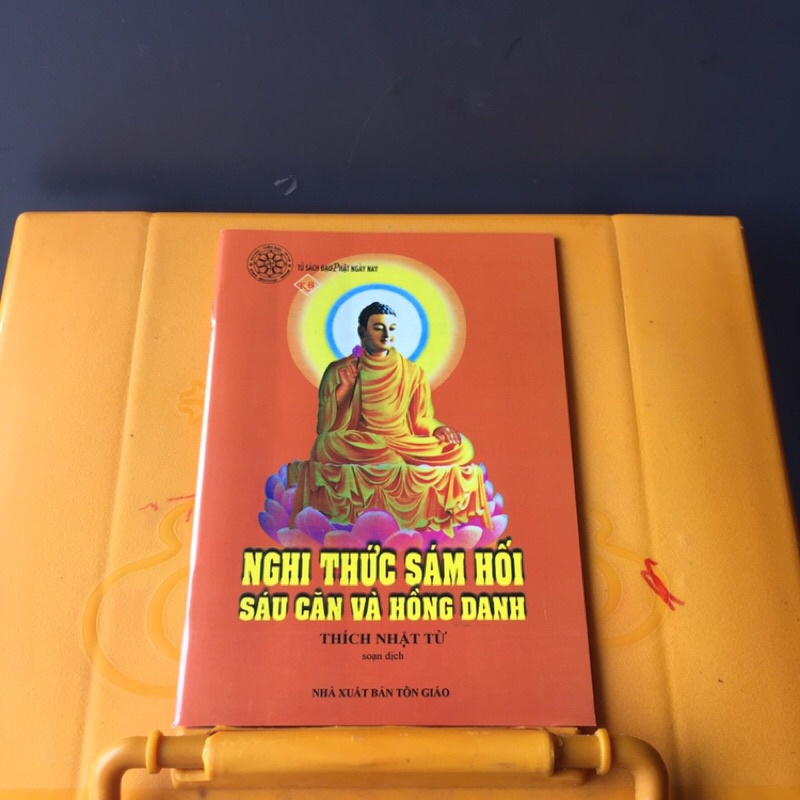 TỦ SÁCH ĐẠO PHẬT NGÀY NAY
NGHI THỨC SÁM HỐI
SÁU CĂN VÀ HỒNG DANH
THÍCH NHẬT TỪ
soạn dịch
NHÀ XUẤT BẢN TÔN GIÁO